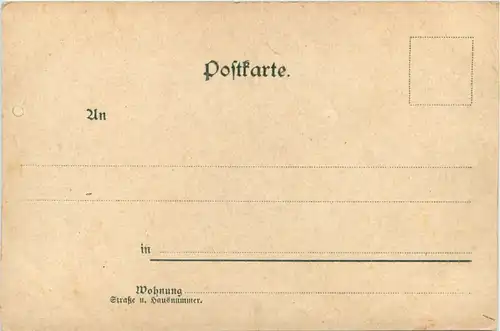 Postkarte.
An
in
Wohnung
Straße u. Hausnummer.